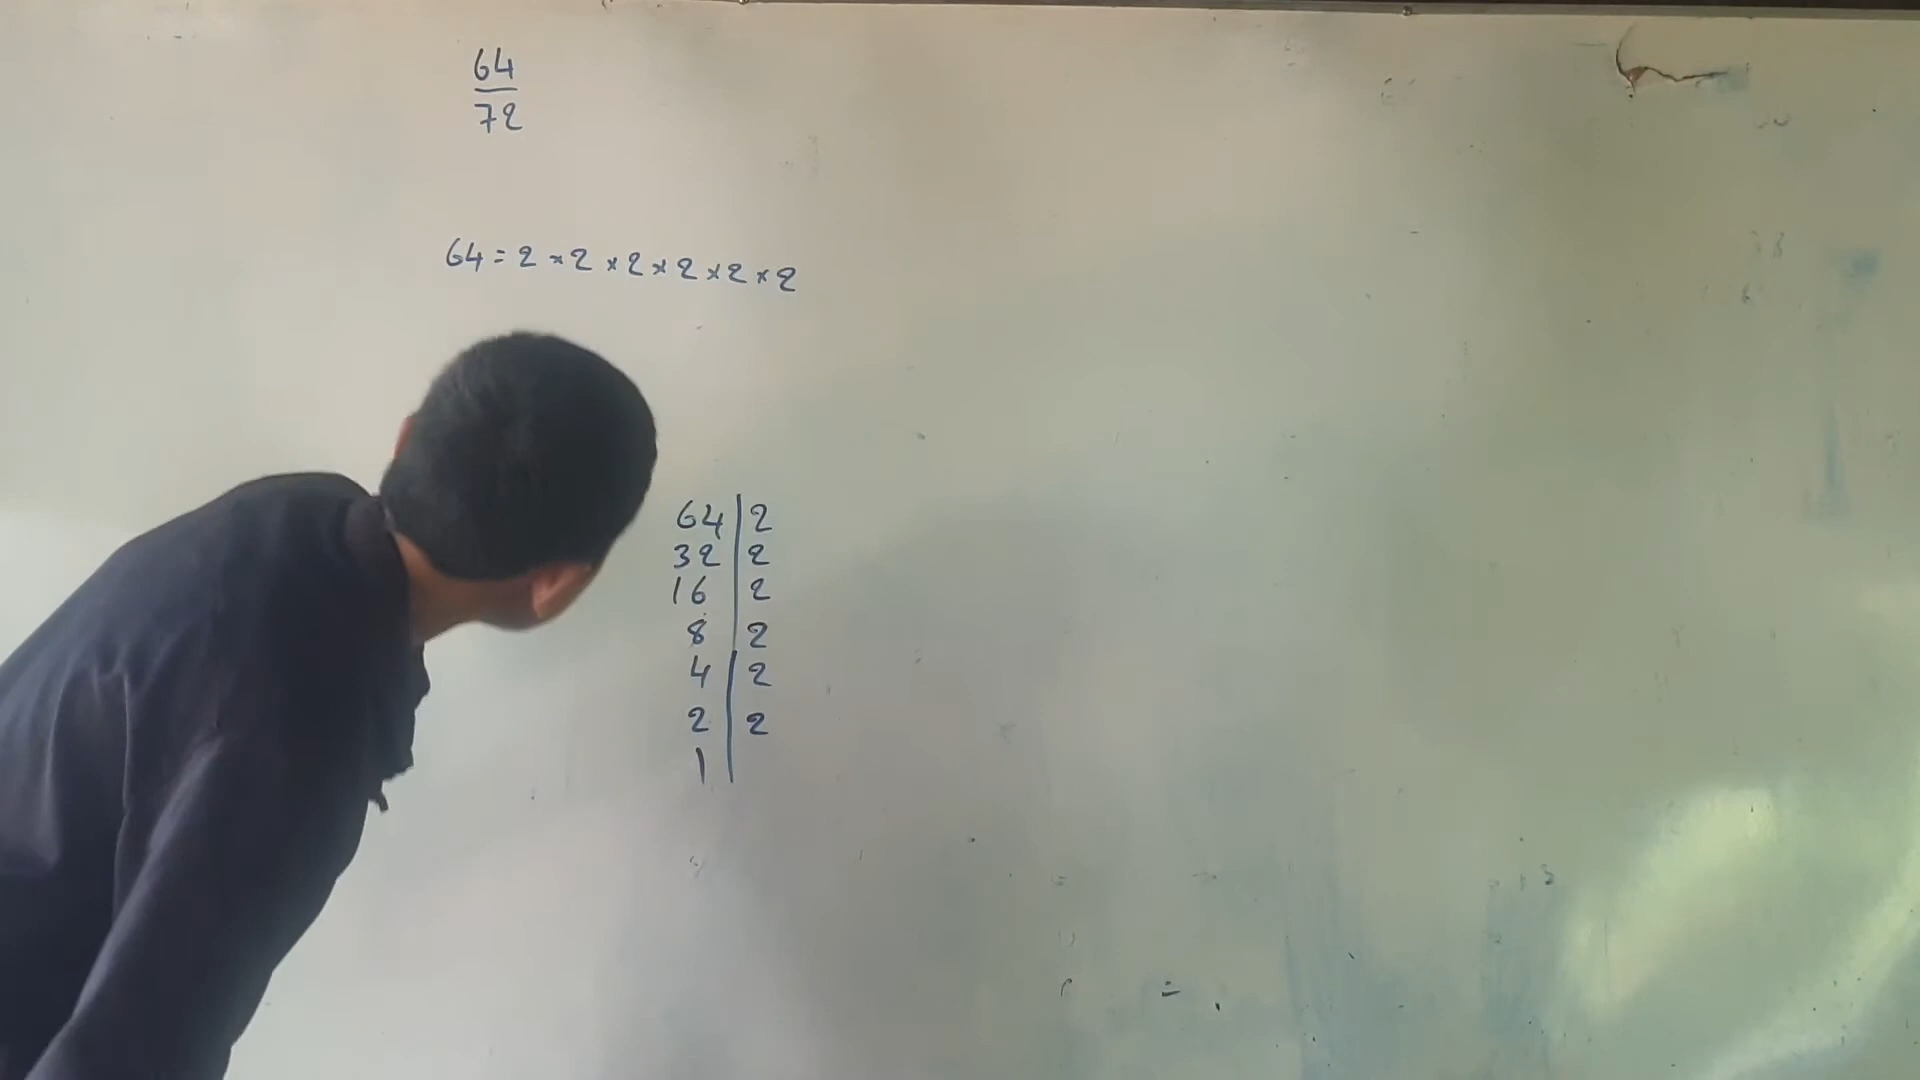 64
72
64 = 2 × 2 × 2 × 2 × 2 × 2
64 | 2
32 | 2
16 | 2
8 | 2
4 | 2
2 | 2
1 |